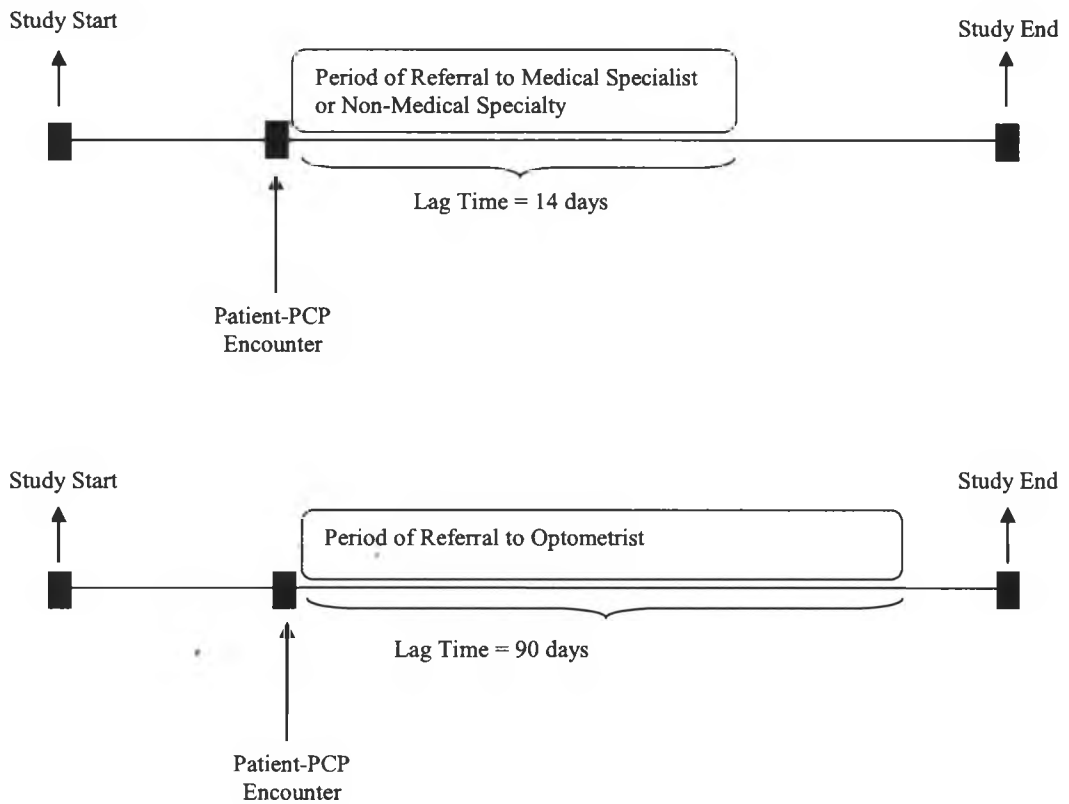 Study Start
Study End
Period of Referral to Medical Specialist
or Non-Medical Specialty
Lag Time = 14 days
Patient-PCP
Encounter
Study Start
Study End
Period of Referral to Optometrist
Lag Time = 90 days
Patient-PCP
Encounter